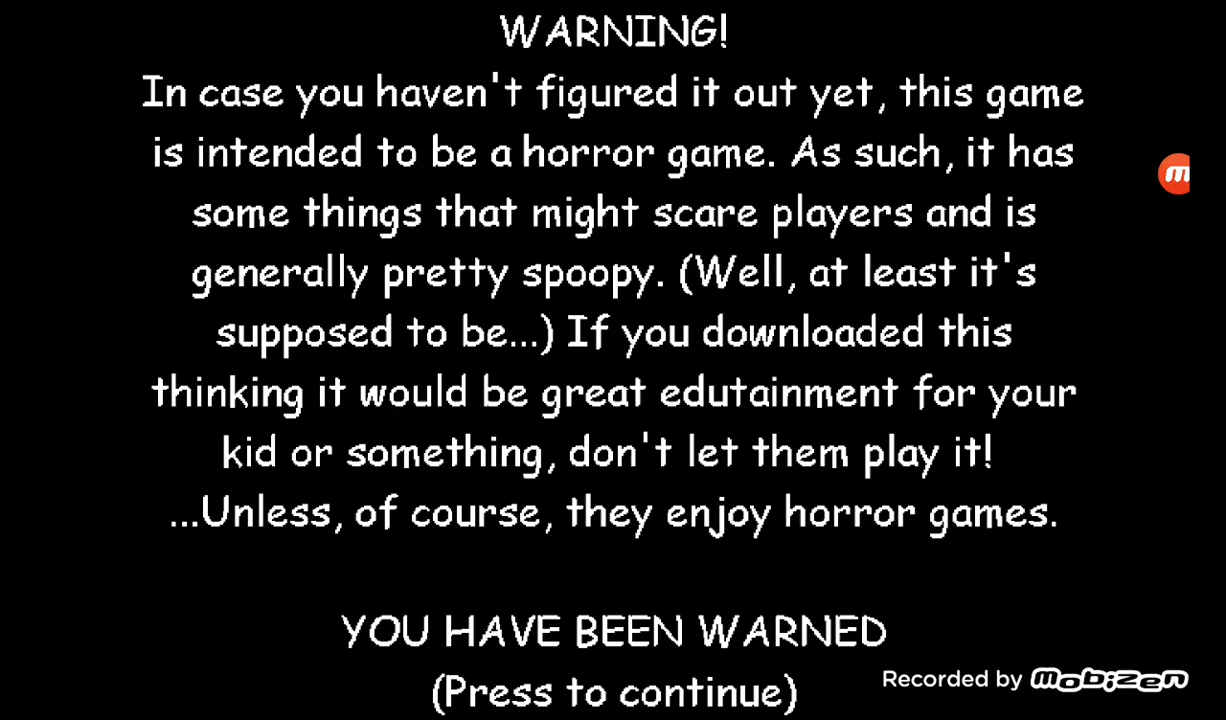 WARNING!
In case you haven't figured it out yet, this game
is intended to be a horror game. As such, it has
some things that might scare players and is
generally pretty spoopy. (Well, at least it's
supposed to be...) If you downloaded this
thinking it would be great edutainment for your
kid or something, don't let them play it!
...Unless, of course, they enjoy horror games.
YOU HAVE BEEN WARNED
(Press to continue)
Recorded by mobizen
m